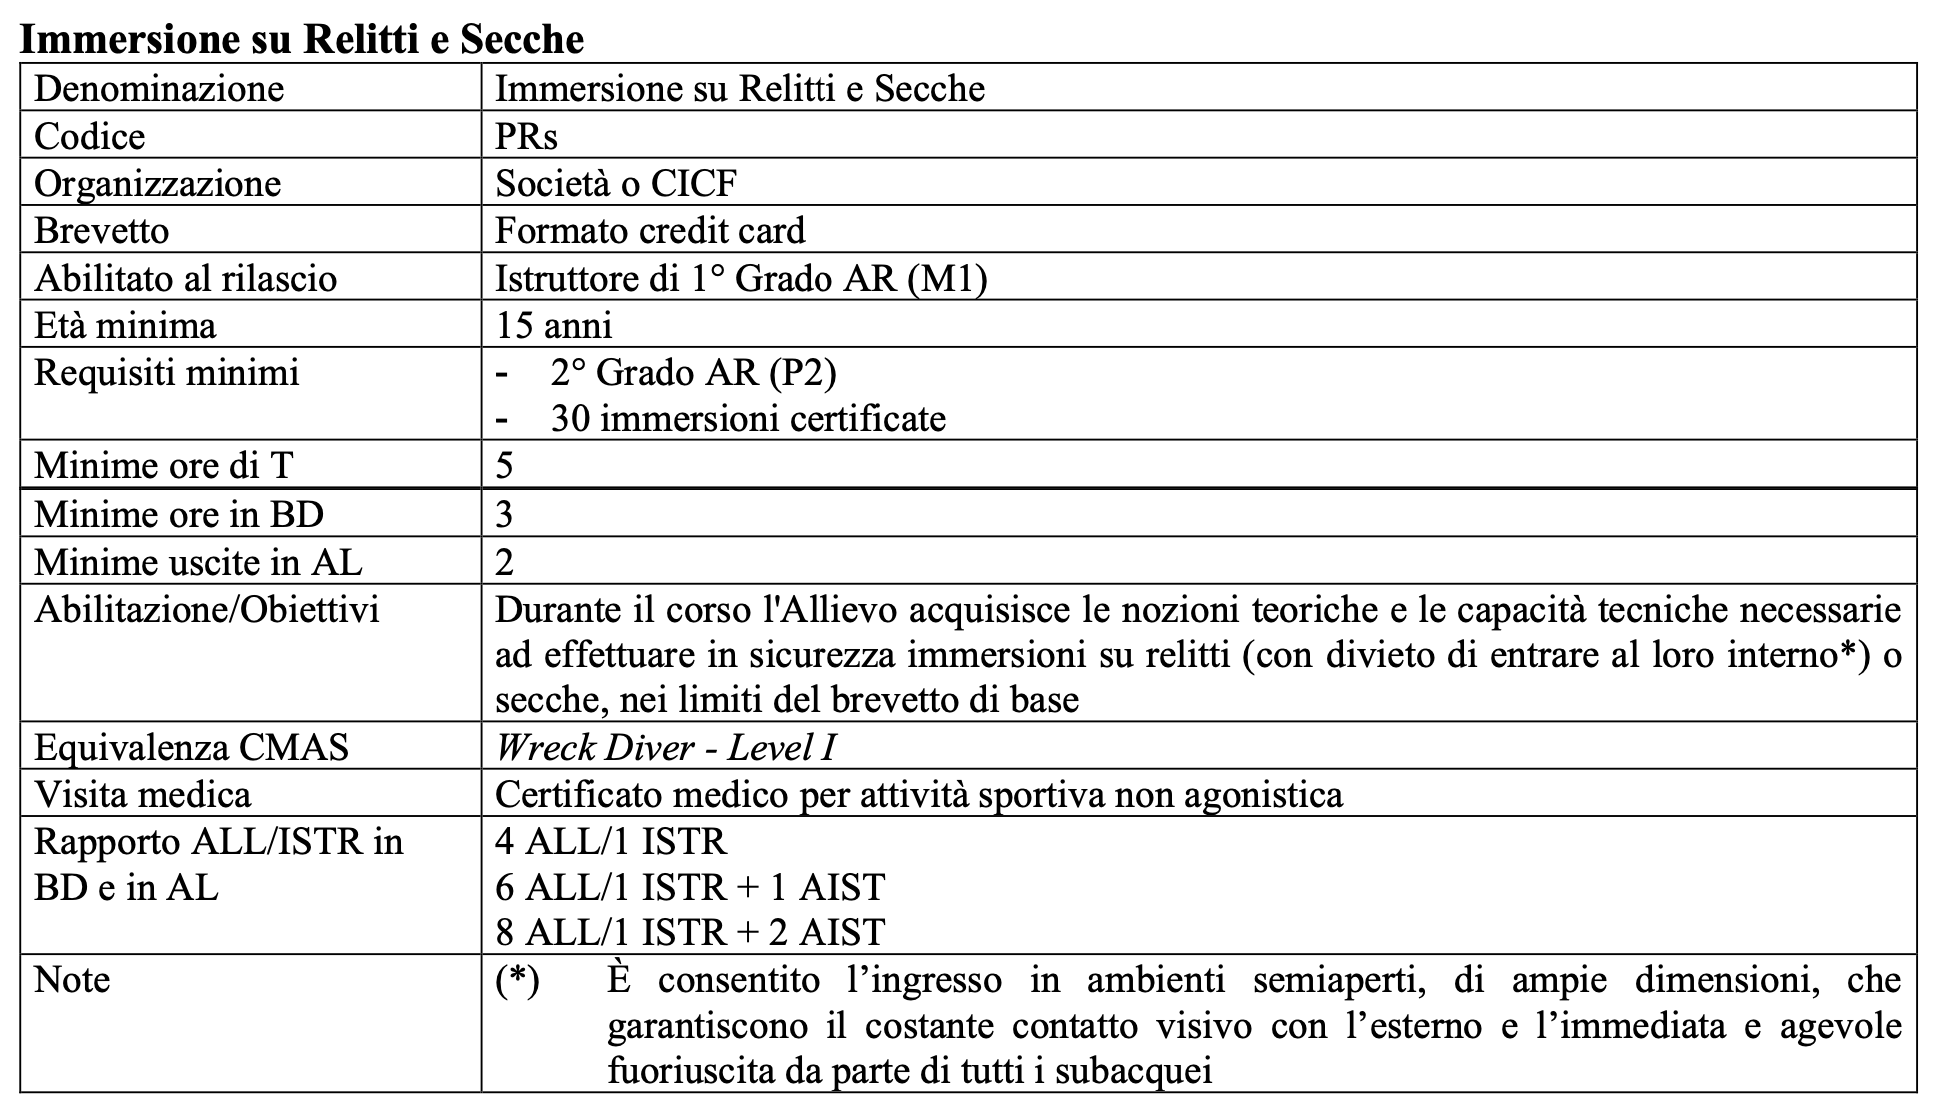 Immersione su Relitti e Secche
Denominazione Immersione su Relitti e Secche
Codice PRs
Organizzazione Società o CICF
Brevetto Formato credit card
Abilitato al rilascio Istruttore di 1° Grado AR (M1)
Età minima 15 anni
Requisiti minimi - 2° Grado AR (P2)
- 30 immersioni certificate
Minime ore di T 5
Minime ore in BD 3
Minime uscite in AL 2
Abilitazione/Obiettivi Durante il corso l'Allievo acquisisce le nozioni teoriche e le capacità tecniche necessarie
ad effettuare in sicurezza immersioni su relitti (con divieto di entrare al loro interno*) o
secche, nei limiti del brevetto di base
Equivalenza CMAS Wreck Diver - Level I
Visita medica Certificato medico per attività sportiva non agonistica
Rapporto ALL/ISTR in 4 ALL/1 ISTR
BD e in AL 6 ALL/1 ISTR + 1 AIST
8 ALL/1 ISTR + 2 AIST
Note (*) È consentito l’ingresso in ambienti semiaperti, di ampie dimensioni, che
garantiscono il costante contatto visivo con l’esterno e l’immediata e agevole
fuoriuscita da parte di tutti i subacquei